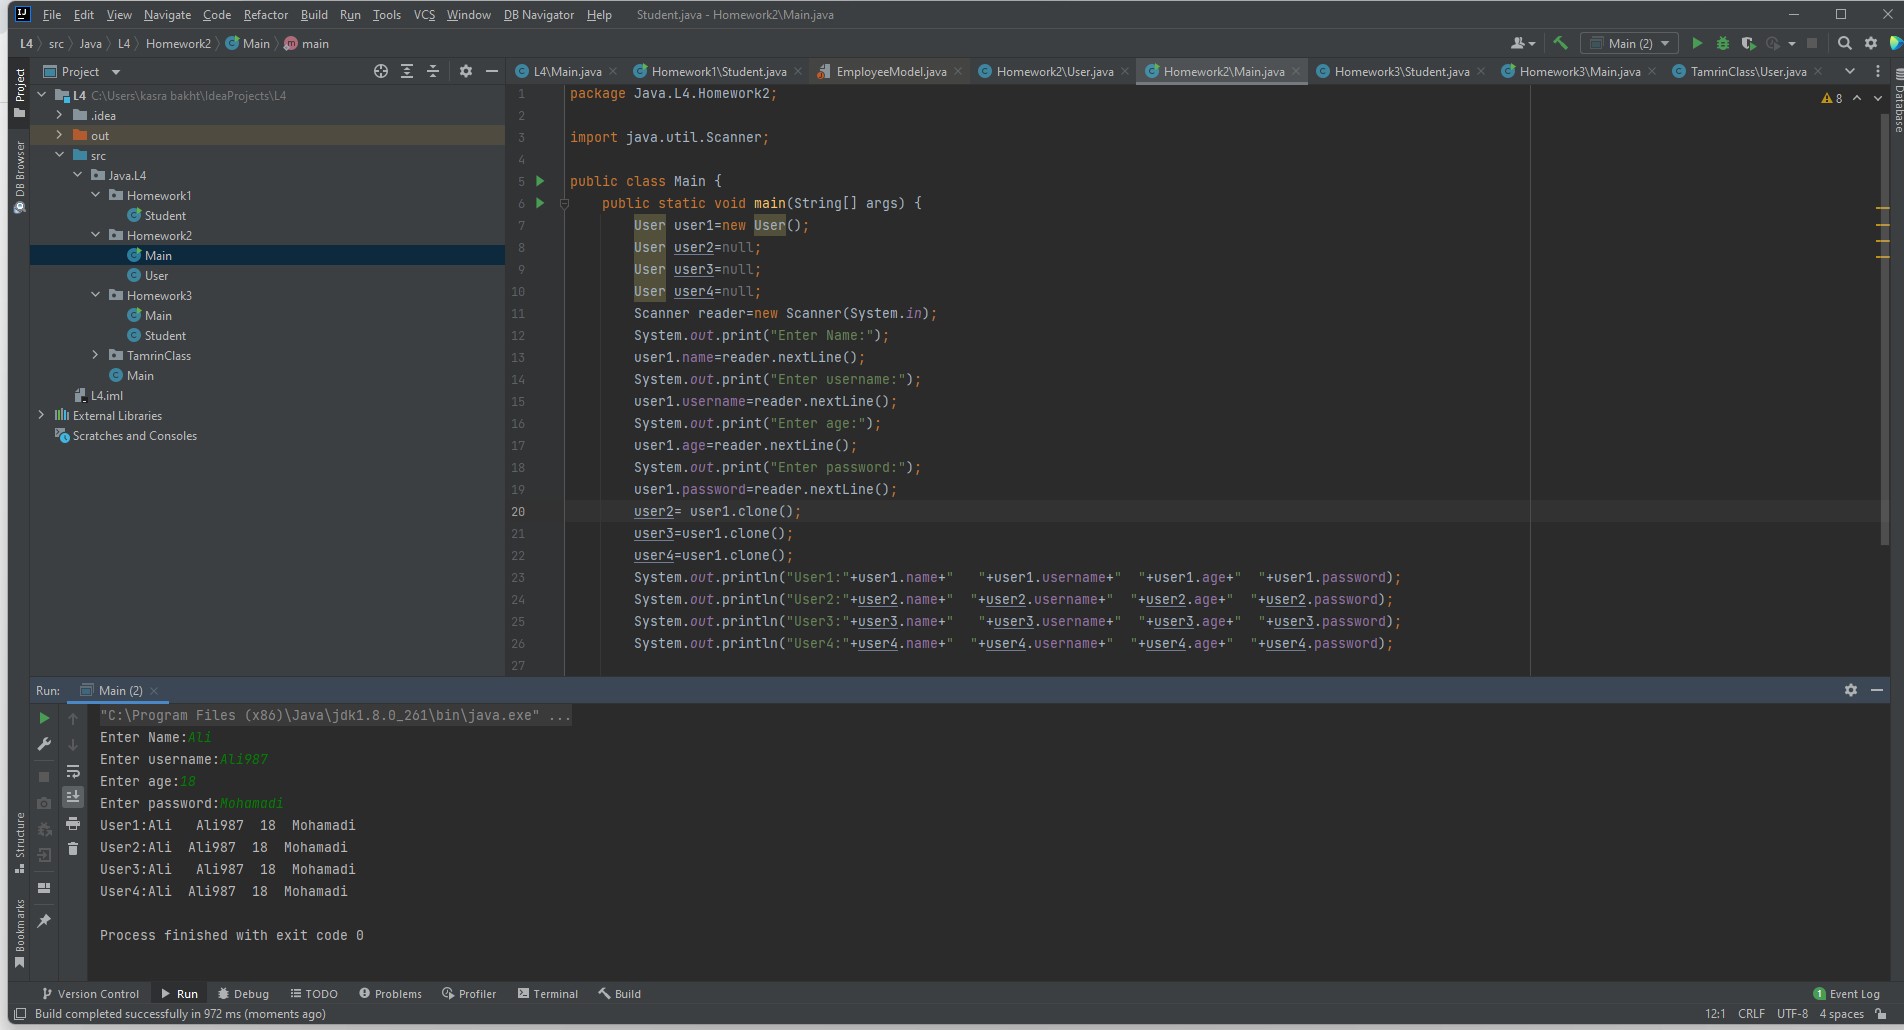 File Edit View Navigate Code Refactor Build Run Tools VCS Window DB Navigator Help Student.java - Homework2\Main.java
L4 src Java L4 Homework2 Main main
Main (2)
Project
L4\Main.java Homework1\Student.java EmployeeModel.java Homework2\User.java Homework2\Main.java Homework3\Student.java Homework3\Main.java TamrinClass\User.java
Project
DB Browser
Structure
Bookmarks
Database
L4 C:\Users\kasra bakht\IdeaProjects\L4
.idea
out
src
Java.L4
Homework1
Student
Homework2
Main
User
Homework3
Main
Student
TamrinClass
Main
L4.iml
External Libraries
Scratches and Consoles
8
1 package Java.L4.Homework2;
2
3 import java.util.Scanner;
4
5 public class Main {
6 public static void main(String[] args) {
7 User user1=new User();
8 User user2=null;
9 User user3=null;
10 User user4=null;
11 Scanner reader=new Scanner(System.in);
12 System.out.print("Enter Name:");
13 user1.name=reader.nextLine();
14 System.out.print("Enter username:");
15 user1.username=reader.nextLine();
16 System.out.print("Enter age:");
17 user1.age=reader.nextLine();
18 System.out.print("Enter password:");
19 user1.password=reader.nextLine();
20 user2= user1.clone();
21 user3=user1.clone();
22 user4=user1.clone();
23 System.out.println("User1:"+user1.name+"   "+user1.username+"  "+user1.age+"  "+user1.password);
24 System.out.println("User2:"+user2.name+"  "+user2.username+"  "+user2.age+"  "+user2.password);
25 System.out.println("User3:"+user3.name+"   "+user3.username+"  "+user3.age+"  "+user3.password);
26 System.out.println("User4:"+user4.name+"  "+user4.username+"  "+user4.age+"  "+user4.password);
27
Run: Main (2)
"C:\Program Files (x86)\Java\jdk1.8.0_261\bin\java.exe" ...
Enter Name:Ali
Enter username:Ali987
Enter age:18
Enter password:Mohamadi
User1:Ali   Ali987  18  Mohamadi
User2:Ali  Ali987  18  Mohamadi
User3:Ali   Ali987  18  Mohamadi
User4:Ali  Ali987  18  Mohamadi
Process finished with exit code 0
Version Control Run Debug TODO Problems Profiler Terminal Build 1 Event Log
Build completed successfully in 972 ms (moments ago) 12:1 CRLF UTF-8 4 spaces